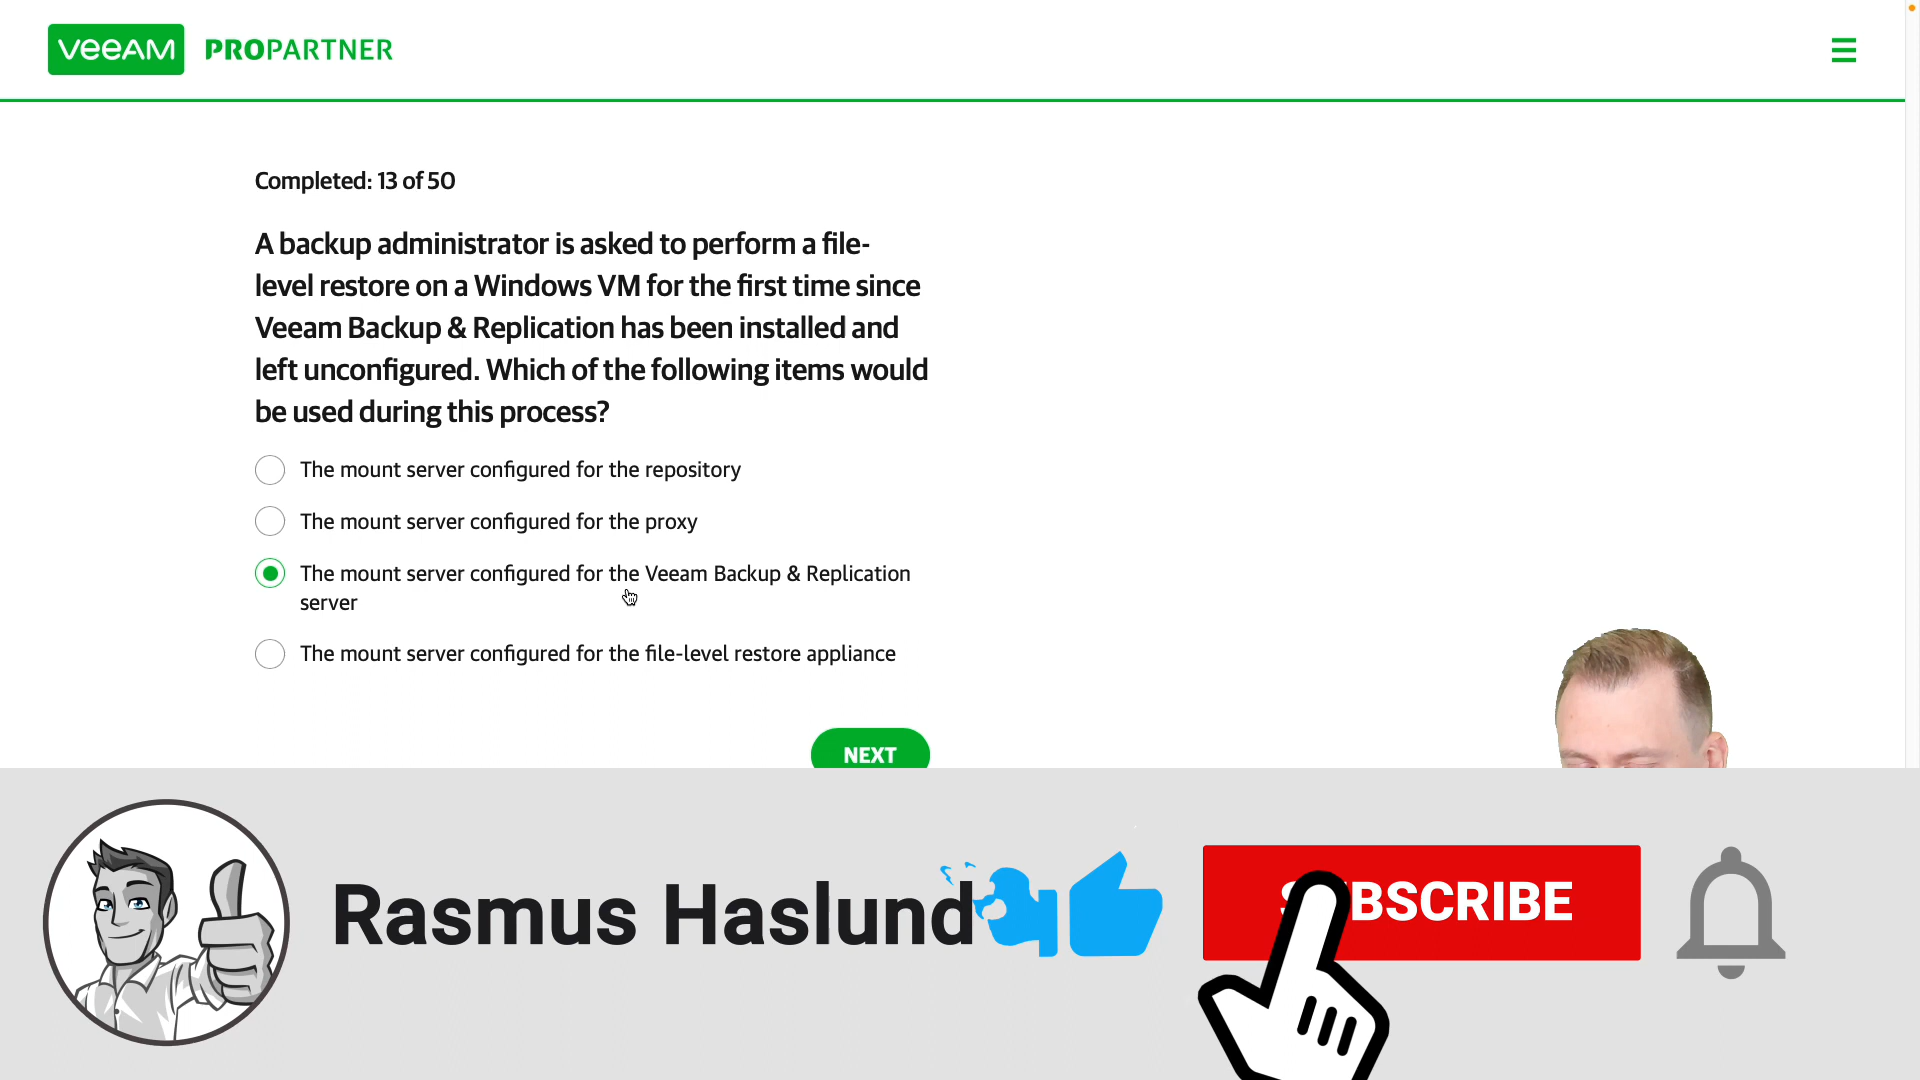 VEEAM PROPARTNER
Completed: 13 of 50
A backup administrator is asked to perform a file-
level restore on a Windows VM for the first time since
Veeam Backup & Replication has been installed and
left unconfigured. Which of the following items would
be used during this process?
The mount server configured for the repository
The mount server configured for the proxy
The mount server configured for the Veeam Backup & Replication
server
The mount server configured for the file-level restore appliance
NEXT
Rasmus Haslund
SUBSCRIBE